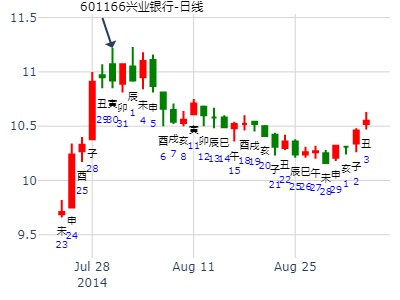 601166兴业银行-日线
11.5
11
10.5
10
9.5
未
23
申
24
酉
25
子
28
丑
29
寅
30
卯
31
辰
1
未
4
申
5
酉
6
戌
7
亥
8
寅
11
卯
12
辰
13
巳
14
午
15
酉
18
戌
19
亥
20
子
21
丑
22
辰
25
巳
26
午
27
未
28
申
29
亥
1
子
2
丑
3
Jul 28
2014
Aug 11
Aug 25